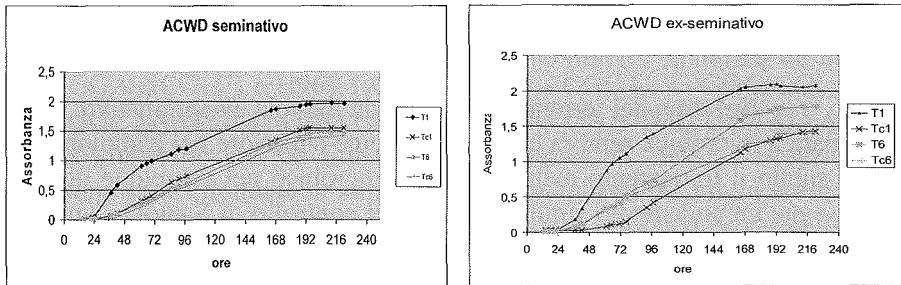 ACWD seminativo
2,5
2
1,5
1
0,5
0
Assorbanza
0 24 48 72 96 120 144 168 192 216 240
ore
T1
Tc1
T6
Tc6
ACWD ex-seminativo
2,5
2
1,5
1
0,5
0
Assorbanza
0 24 48 72 96 120 144 168 192 216 240
ore
T1
Tc1
T6
Tc6